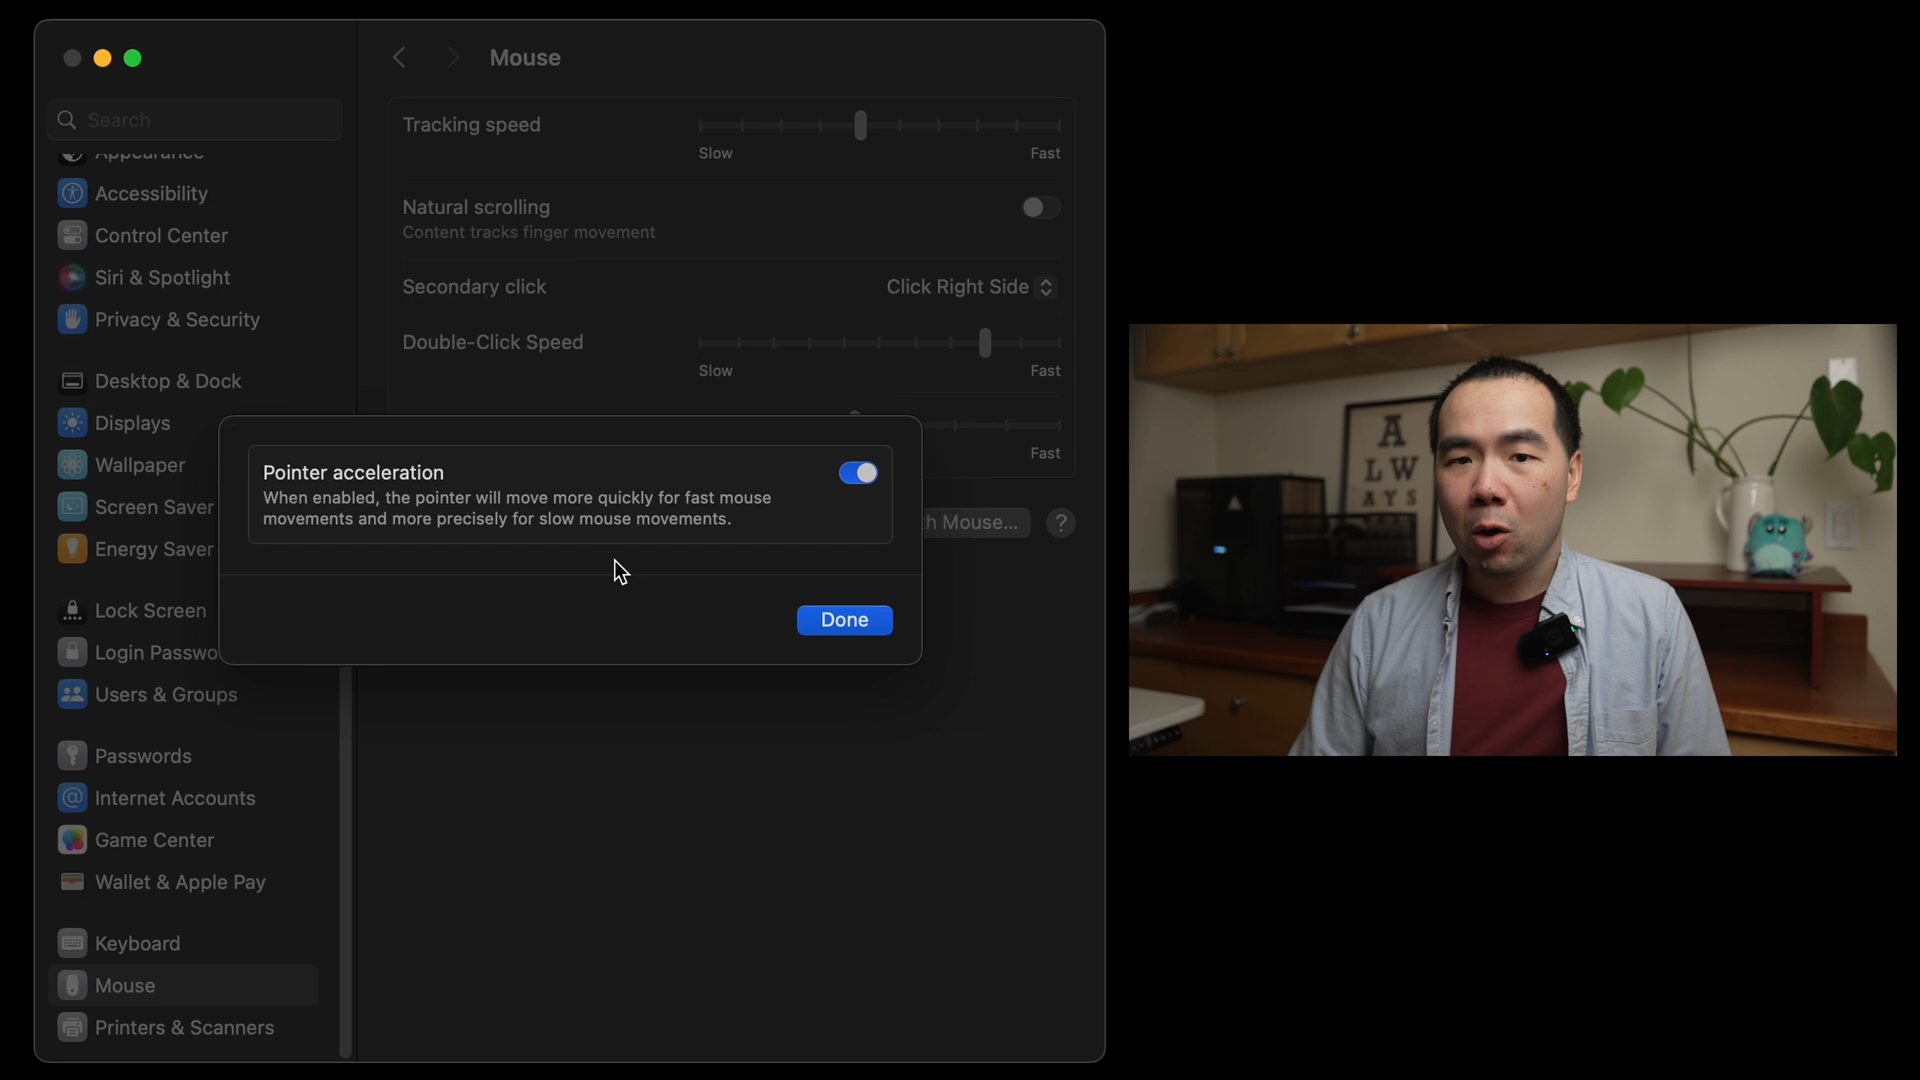 Mouse
Search
Appearance
Accessibility
Control Center
Siri & Spotlight
Privacy & Security
Desktop & Dock
Displays
Wallpaper
Screen Saver
Energy Saver
Lock Screen
Login Passwo
Users & Groups
Passwords
Internet Accounts
Game Center
Wallet & Apple Pay
Keyboard
Mouse
Printers & Scanners
Tracking speed
Slow
Fast
Natural scrolling
Content tracks finger movement
Secondary click
Click Right Side
Double-Click Speed
Slow
Fast
Fast
h Mouse...
?
Pointer acceleration
When enabled, the pointer will move more quickly for fast mouse
movements and more precisely for slow mouse movements.
Done
A
L W
A Y S